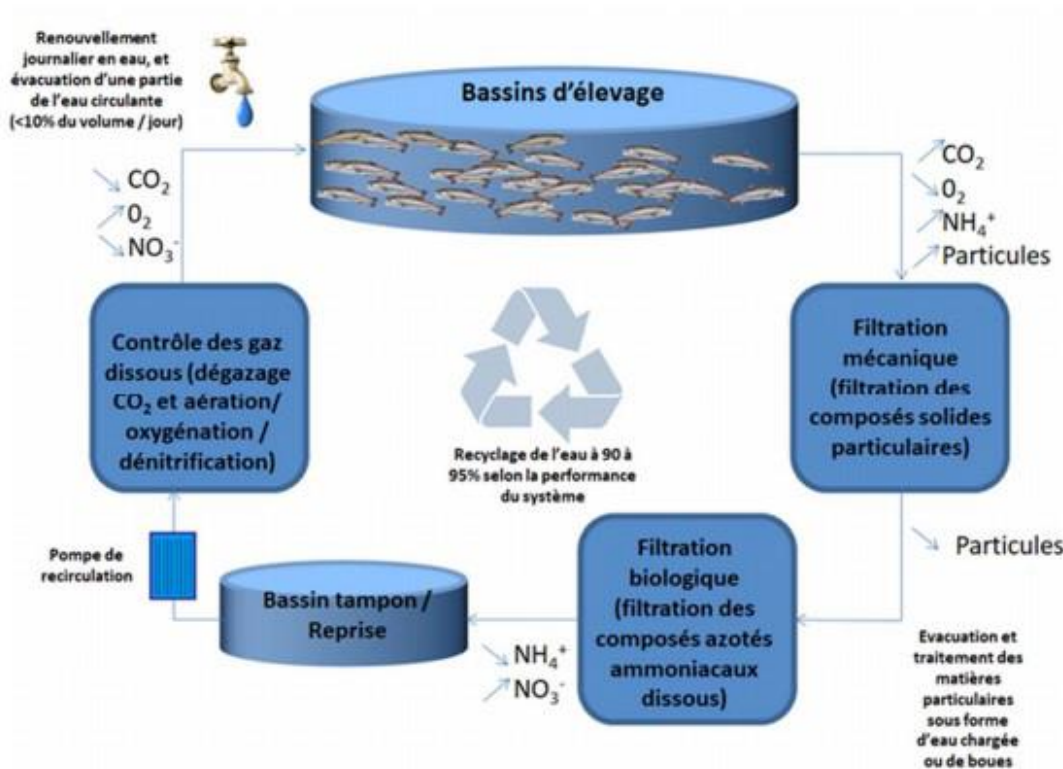 Renouvellement
journalier en eau, et
évacuation d'une partie
de l'eau circulante
(<10% du volume / jour)
Bassins d'élevage
CO₂
0₂
NO₃⁻
CO₂
0₂
NH₄⁺
Particules
Contrôle des gaz
dissous (dégazage
CO₂ et aération/
oxygénation /
dénitrification)
Recyclage de l'eau à 90 à
95% selon la performance
du système
Filtration
mécanique
(filtration des
composés solides
particulaires)
Particules
Pompe de
recirculation
Bassin tampon /
Reprise
NH₄⁺
NO₃⁻
Filtration
biologique
(filtration des
composés azotés
ammoniacaux
dissous)
Evacuation et
traitement des
matières
particulaires
sous forme
d'eau chargée
ou de boues